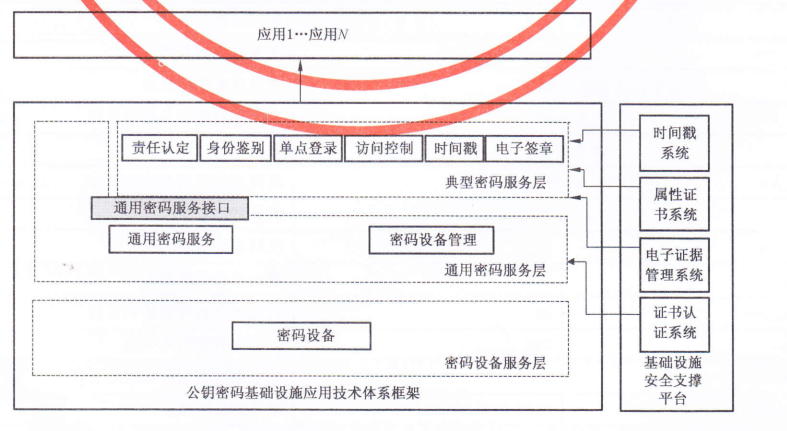 应用1…应用N
责任认定
身份鉴别
单点登录
访问控制
时间戳
电子签章
典型密码服务层
通用密码服务接口
通用密码服务
密码设备管理
通用密码服务层
密码设备
密码设备服务层
公钥密码基础设施应用技术体系框架
时间戳
系统
属性证
书系统
电子证据
管理系统
证书认
证系统
基础设施
安全支撑
平台